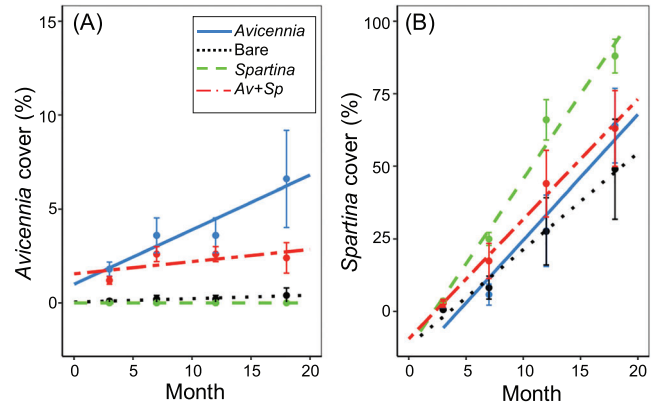 (A)
(B)
Avicennia
Bare
Spartina
Av+Sp
Avicennia cover (%)
15
10
5
0
0 5 10 15 20
Month
Spartina cover (%)
100
75
50
25
0
0 5 10 15 20
Month